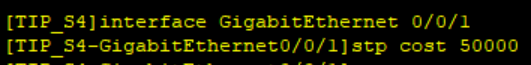 [TIP_S4]interface GigabitEthernet 0/0/1
[TIP_S4-GigabitEthernet0/0/1]stp cost 50000